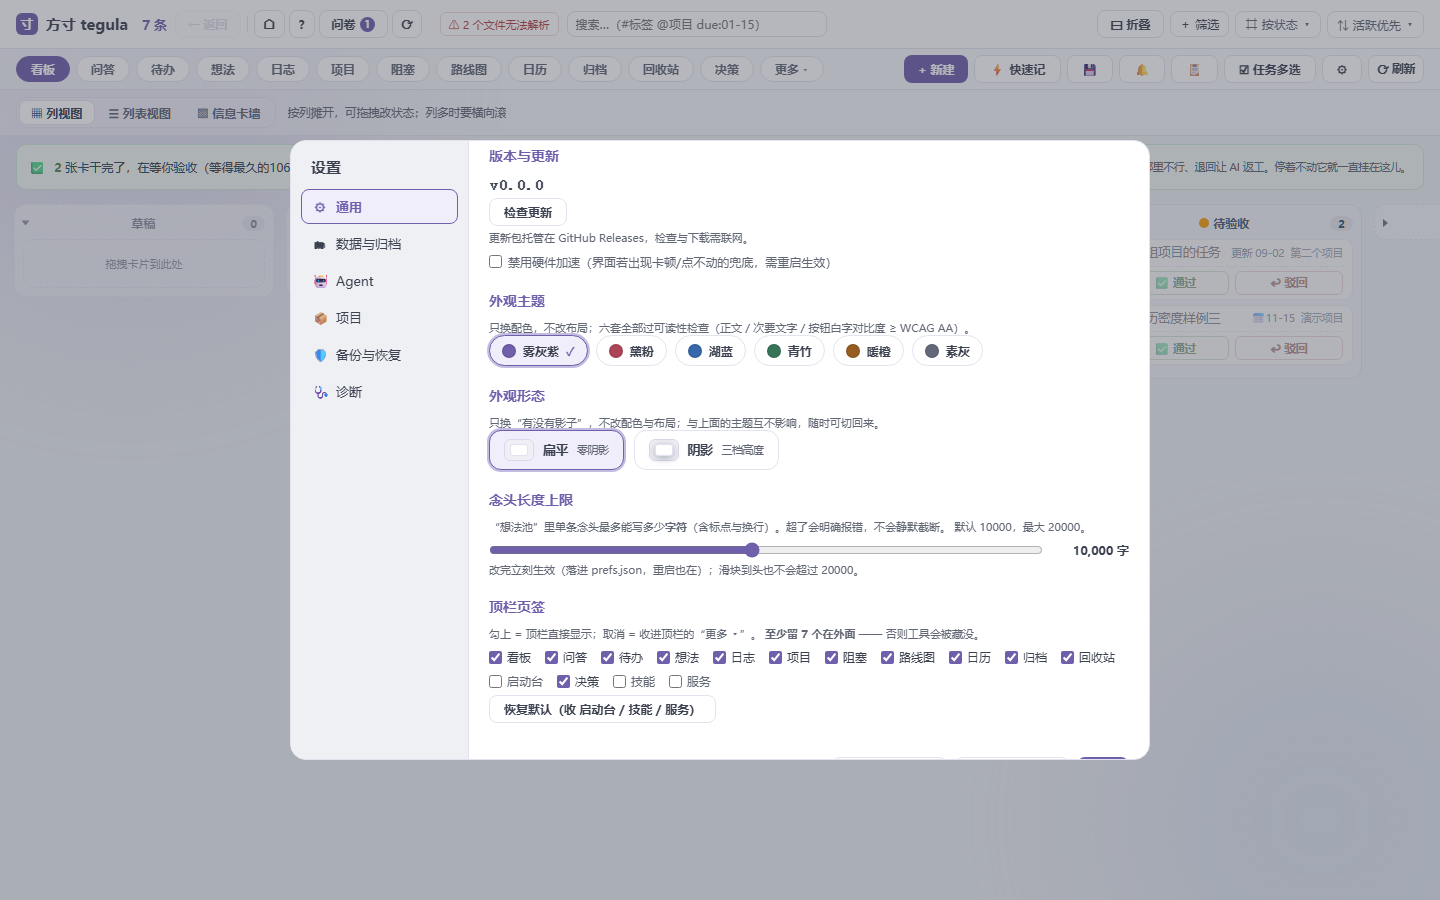 方寸 tegula 7 条 ← 返回 ? 问卷 1 ⚠ 2 个文件无法解析 搜索... (#标签 @项目 due:01-15) 折叠 + 筛选 按状态 活跃优先
看板 问答 待办 想法 日志 项目 阻塞 路线图 日历 归档 回收站 决策 更多 + 新建 快速记 任务多选 刷新
列视图 列表视图 信息卡墙 按列摊开，可拖拽改状态；列多时要横向滚
2 张卡干完了，在等你验收（等得最久的106
不行、退回让 AI 返工。停着不动它就一直挂在这儿。
草稿 0
拖拽卡片到此处
待验收 2
项目的任务 更新 09-02 第二个项目
通过 驳回
历密度样例三 11-15 演示项目
通过 驳回
设置
通用
数据与归档
Agent
项目
备份与恢复
诊断
版本与更新
v0.0.0
检查更新
更新包托管在 GitHub Releases，检查与下载需联网。
禁用硬件加速（界面若出现卡顿/点不动的兜底，需重启生效）
外观主题
只换配色，不改布局；六套全部过可读性检查（正文 / 次要文字 / 按钮白字对比度 ≥ WCAG AA）。
雾灰紫 ✓ 黛粉 湖蓝 青竹 暖橙 素灰
外观形态
只换“有没有影子”，不改配色与布局；与上面的主题互不影响，随时可切回来。
扁平 零阴影 阴影 三档高度
念头长度上限
“想法池”里单条念头最多能写多少字符（含标点与换行）。超了会明确报错，不会静默截断。 默认 10000，最大 20000。
10,000 字
改完立刻生效（落进 prefs.json，重启也在）；滑块到头也不会超过 20000。
顶栏页签
勾上 = 顶栏直接显示；取消 = 收进顶栏的“更多 ▾”。 至少留 7 个在外面 —— 否则工具会被藏没。
看板 问答 待办 想法 日志 项目 阻塞 路线图 日历 归档 回收站
启动台 决策 技能 服务
恢复默认（收 启动台 / 技能 / 服务）